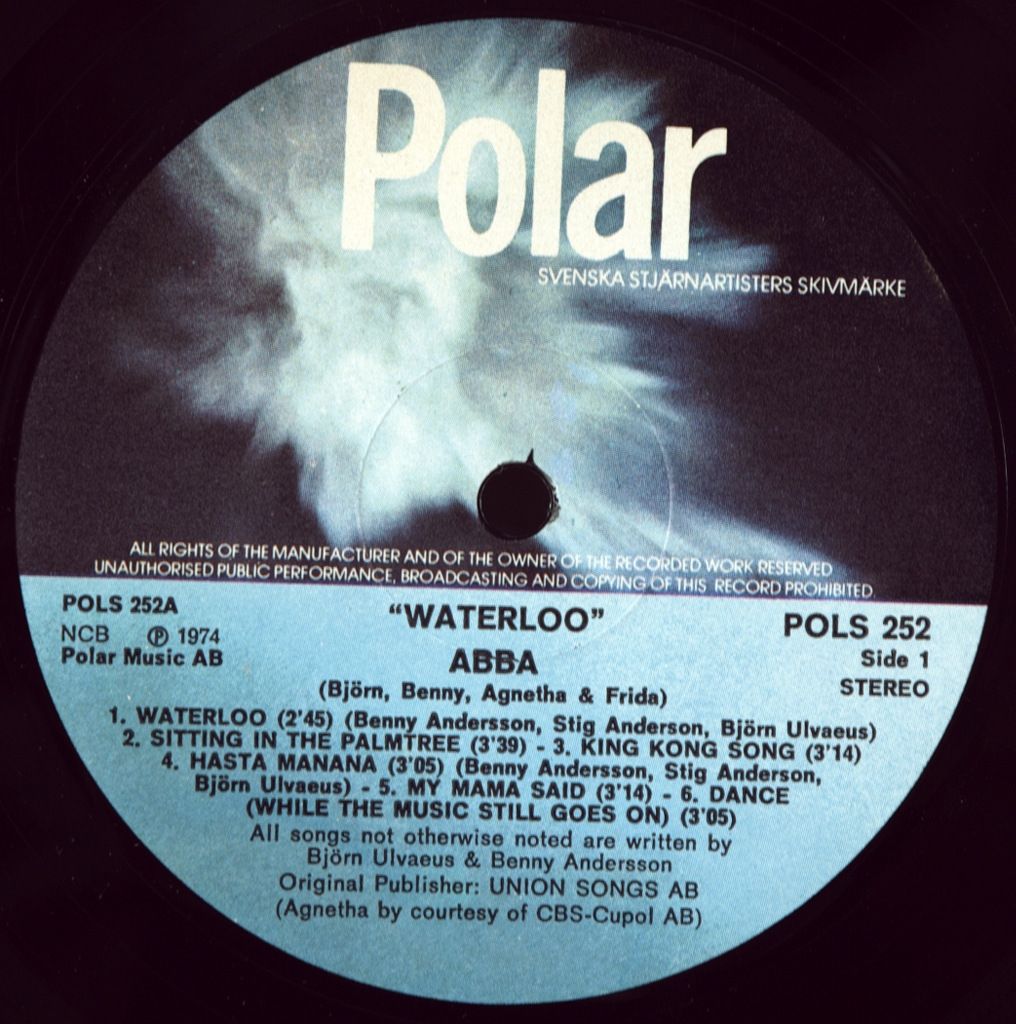 Polar
SVENSKA STJÄRNARTISTERS SKIVMÄRKE
ALL RIGHTS OF THE MANUFACTURER AND OF THE OWNER OF THE RECORDED WORK RESERVED
UNAUTHORISED PUBLIC PERFORMANCE, BROADCASTING AND COPYING OF THIS RECORD PROHIBITED
POLS 252A
NCB ℗ 1974
Polar Music AB
“WATERLOO”
ABBA
(Björn, Benny, Agnetha & Frida)
POLS 252
Side 1
STEREO
1. WATERLOO (2'45) (Benny Andersson, Stig Anderson, Björn Ulvaeus)
2. SITTING IN THE PALMTREE (3'39) - 3. KING KONG SONG (3'14)
4. HASTA MANANA (3'05) (Benny Andersson, Stig Anderson,
Björn Ulvaeus) - 5. MY MAMA SAID (3'14) - 6. DANCE
(WHILE THE MUSIC STILL GOES ON) (3'05)
All songs not otherwise noted are written by
Björn Ulvaeus & Benny Andersson
Original Publisher: UNION SONGS AB
(Agnetha by courtesy of CBS-Cupol AB)